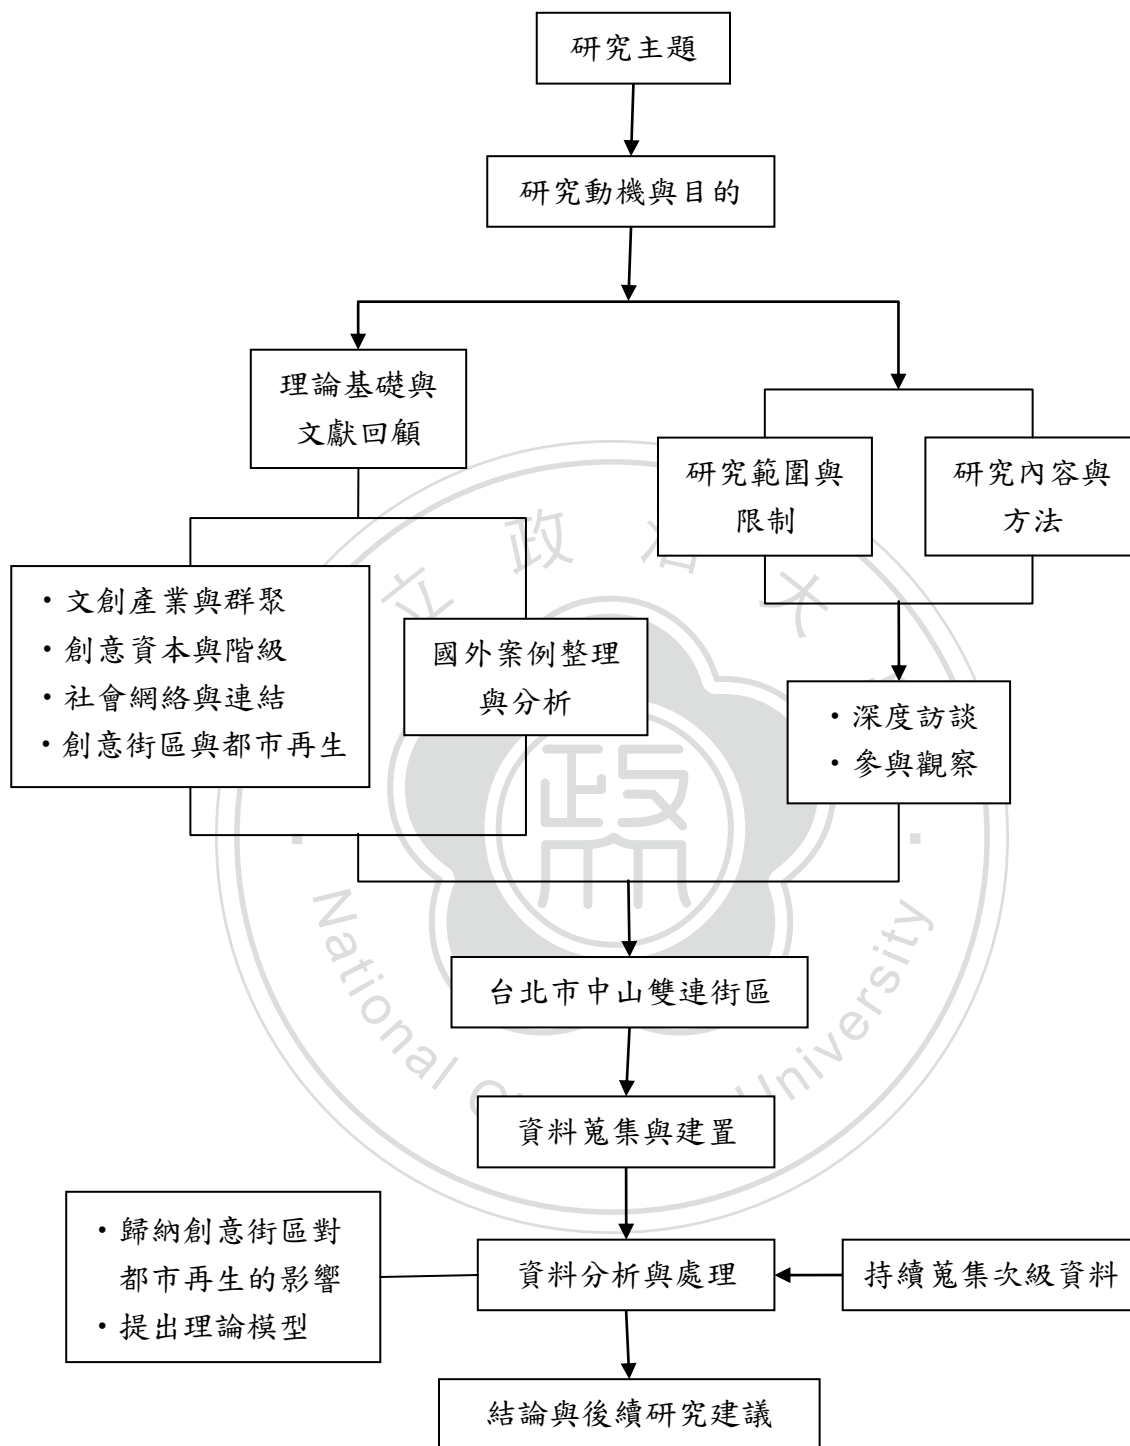 研究主題
研究動機與目的
理論基礎與
文獻回顧
研究範圍與
限制
研究內容與
方法
・文創產業與群聚
・創意資本與階級
・社會網絡與連結
・創意街區與都市再生
國外案例整理
與分析
・深度訪談
・參與觀察
台北市中山雙連街區
資料蒐集與建置
・歸納創意街區對
都市再生的影響
・提出理論模型
資料分析與處理
持續蒐集次級資料
結論與後續研究建議
立 政 治 大
政
National
University